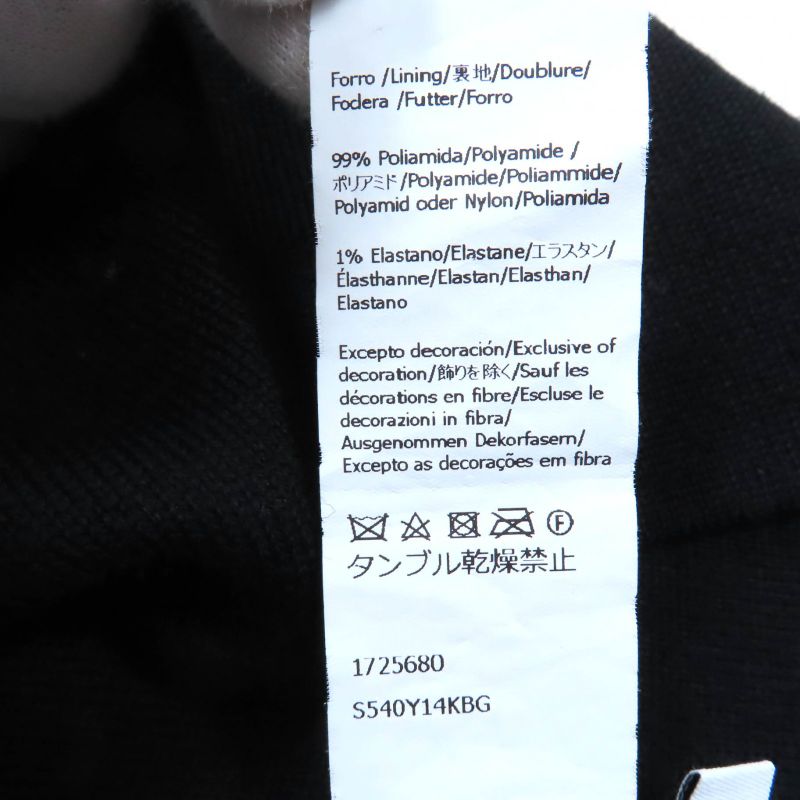 Forro /Lining/裏地/Doublure/
Fodera /Futter/Forro
99% Poliamida/Polyamide /
ポリアミド/Polyamide/Poliammide/
Polyamid oder Nylon/Poliamida
1% Elastano/Elastane/エラスタン/
Élasthanne/Elastan/Elasthan/
Elastano
Excepto decoración/Exclusive of
decoration/飾りを除く/Sauf les
décorations en fibre/Escluse le
decorazioni in fibra/
Ausgenommen Dekorfasern/
Excepto as decorações em fibra
F
タンブル乾燥禁止
1725680
S540Y14KBG